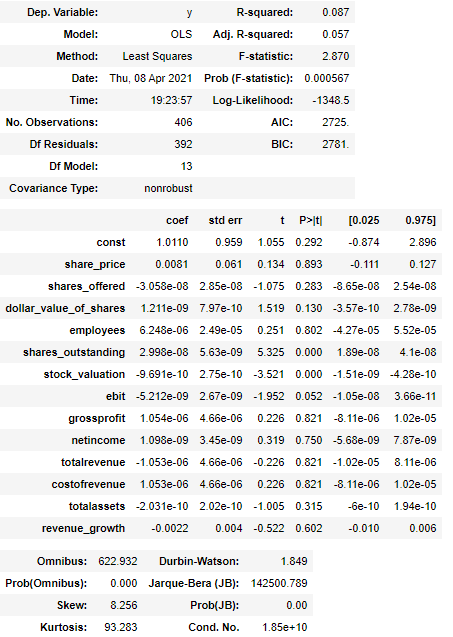 Dep. Variable: y R-squared: 0.087
Model: OLS Adj. R-squared: 0.057
Method: Least Squares F-statistic: 2.870
Date: Thu, 08 Apr 2021 Prob (F-statistic): 0.000567
Time: 19:23:57 Log-Likelihood: -1348.5
No. Observations: 406 AIC: 2725.
Df Residuals: 392 BIC: 2781.
Df Model: 13
Covariance Type: nonrobust
coef std err t P>|t| [0.025 0.975]
const 1.0110 0.959 1.055 0.292 -0.874 2.896
share_price 0.0081 0.061 0.134 0.893 -0.111 0.127
shares_offered -3.058e-08 2.85e-08 -1.075 0.283 -8.65e-08 2.54e-08
dollar_value_of_shares 1.211e-09 7.97e-10 1.519 0.130 -3.57e-10 2.78e-09
employees 6.248e-06 2.49e-05 0.251 0.802 -4.27e-05 5.52e-05
shares_outstanding 2.998e-08 5.63e-09 5.325 0.000 1.89e-08 4.1e-08
stock_valuation -9.691e-10 2.75e-10 -3.521 0.000 -1.51e-09 -4.28e-10
ebit -5.212e-09 2.67e-09 -1.952 0.052 -1.05e-08 3.66e-11
grossprofit 1.054e-06 4.66e-06 0.226 0.821 -8.11e-06 1.02e-05
netincome 1.098e-09 3.45e-09 0.319 0.750 -5.68e-09 7.87e-09
totalrevenue -1.053e-06 4.66e-06 -0.226 0.821 -1.02e-05 8.11e-06
costofrevenue 1.053e-06 4.66e-06 0.226 0.821 -8.11e-06 1.02e-05
totalassets -2.031e-10 2.02e-10 -1.005 0.315 -6e-10 1.94e-10
revenue_growth -0.0022 0.004 -0.522 0.602 -0.010 0.006
Omnibus: 622.932 Durbin-Watson: 1.849
Prob(Omnibus): 0.000 Jarque-Bera (JB): 142500.789
Skew: 8.256 Prob(JB): 0.00
Kurtosis: 93.283 Cond. No. 1.85e+10